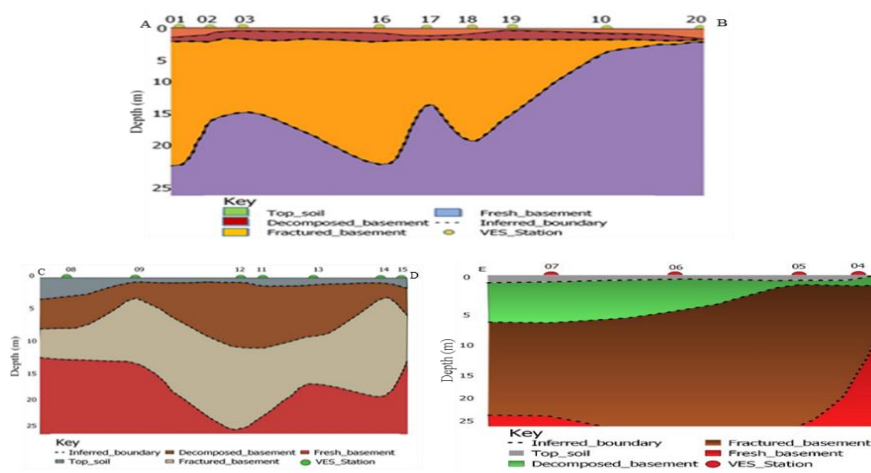 A 01 02 03 16 17 18 19 10 20 B
0
5
10
15
20
25
Depth (m)
Key
Top_soil Fresh_basement
Decomposed_basement Inferred_boundary
Fractured_basement VES_Station
C 08 09 12 11 13 14 15 D
0
5
10
15
20
25
Depth (m)
Key
Inferred_boundary Decomposed_basement Fresh_basement
Top_soil Fractured_basement VES_Station
E 07 06 05 04
0
5
10
15
20
25
Depth (m)
Key
Inferred_boundary Fractured_basement
Top_soil Fresh_basement
Decomposed_basement VES_Station